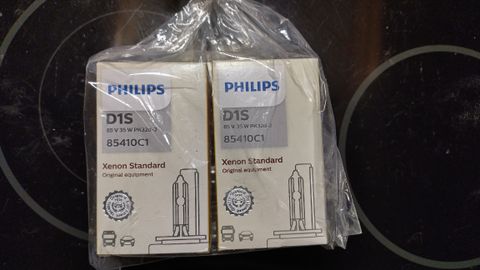 PHILIPS
D1S
85 V 35 W PK32d-2
85410C1
Xenon Standard
Original equipment
PHILIPS
D1S
85 V 35 W PK32d-2
85410C1
Xenon Standard
Original equipment